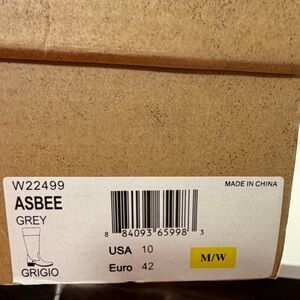 W22499
MADE IN CHINA
ASBEE
GREY
8 84093 65998 3
USA 10
M/W
Euro 42
GRIGIO